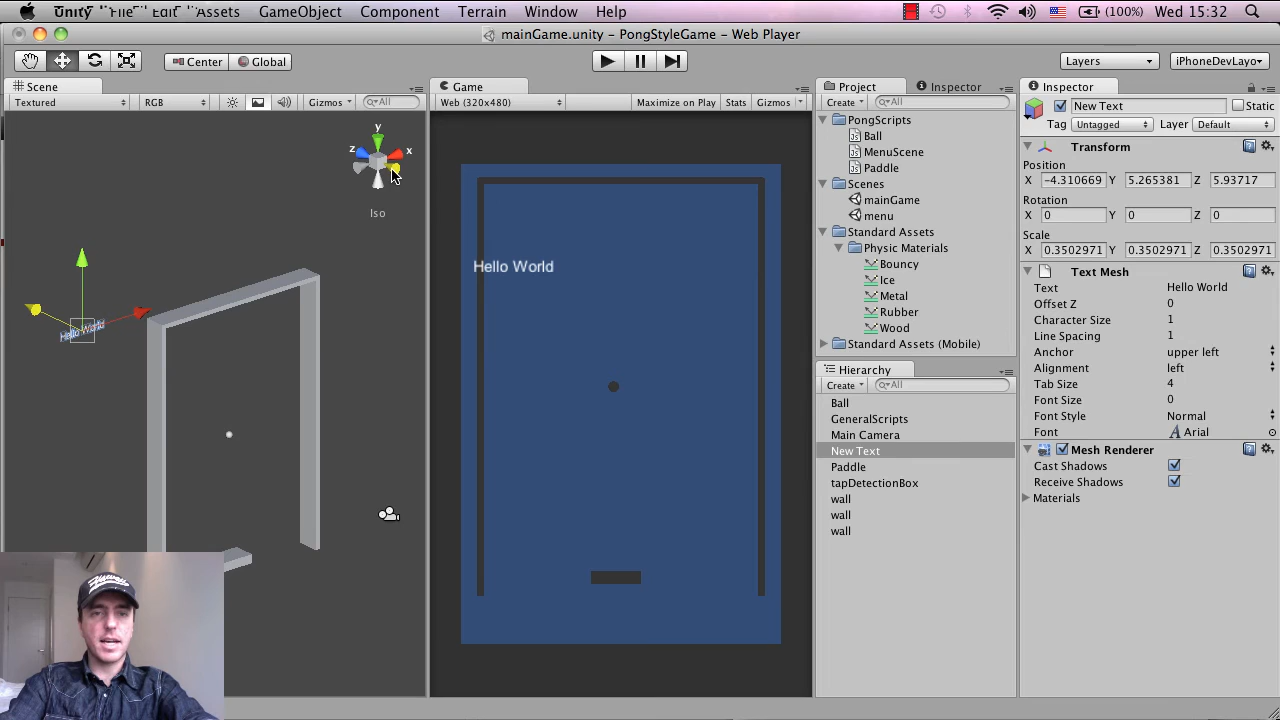 Unity File Edit Assets GameObject Component Terrain Window Help (100%) Wed 15:32
mainGame.unity – PongStyleGame – Web Player
Center Global Layers iPhoneDevLayo
Scene
Textured RGB Gizmos All
y
z x
Iso
Hello World
Game
Web (320x480) Maximize on Play Stats Gizmos
Hello World
Project Inspector
Create All
PongScripts
Ball
MenuScene
Paddle
Scenes
mainGame
menu
Standard Assets
Physic Materials
Bouncy
Ice
Metal
Rubber
Wood
Standard Assets (Mobile)
Hierarchy
Create All
Ball
GeneralScripts
Main Camera
New Text
Paddle
tapDetectionBox
wall
wall
wall
Inspector
New Text Static
Tag Untagged Layer Default
Transform
Position
X -4.310669 Y 5.265381 Z 5.93717
Rotation
X 0 Y 0 Z 0
Scale
X 0.3502971 Y 0.3502971 Z 0.3502971
Text Mesh
Text Hello World
Offset Z 0
Character Size 1
Line Spacing 1
Anchor upper left
Alignment left
Tab Size 4
Font Size 0
Font Style Normal
Font Arial
Mesh Renderer
Cast Shadows
Receive Shadows
Materials